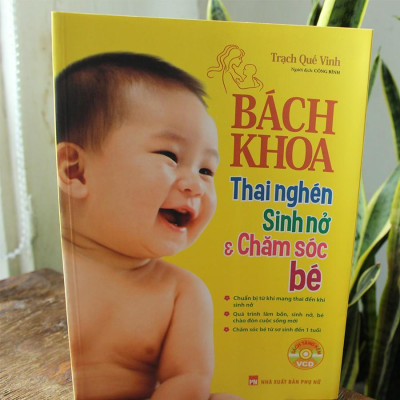 Trạch Quế Vinh
Người dịch: CÔNG BÌNH
BÁCH
KHOA
Thai nghén
Sinh nở
& Chăm sóc
bé
Chuẩn bị từ khi mang thai đến khi
sinh nở
Quá trình lâm bồn, sinh nở, bé
chào đón cuộc sống mới
Chăm sóc bé từ sơ sinh đến 1 tuổi
VCD
NHÀ XUẤT BẢN PHỤ NỮ